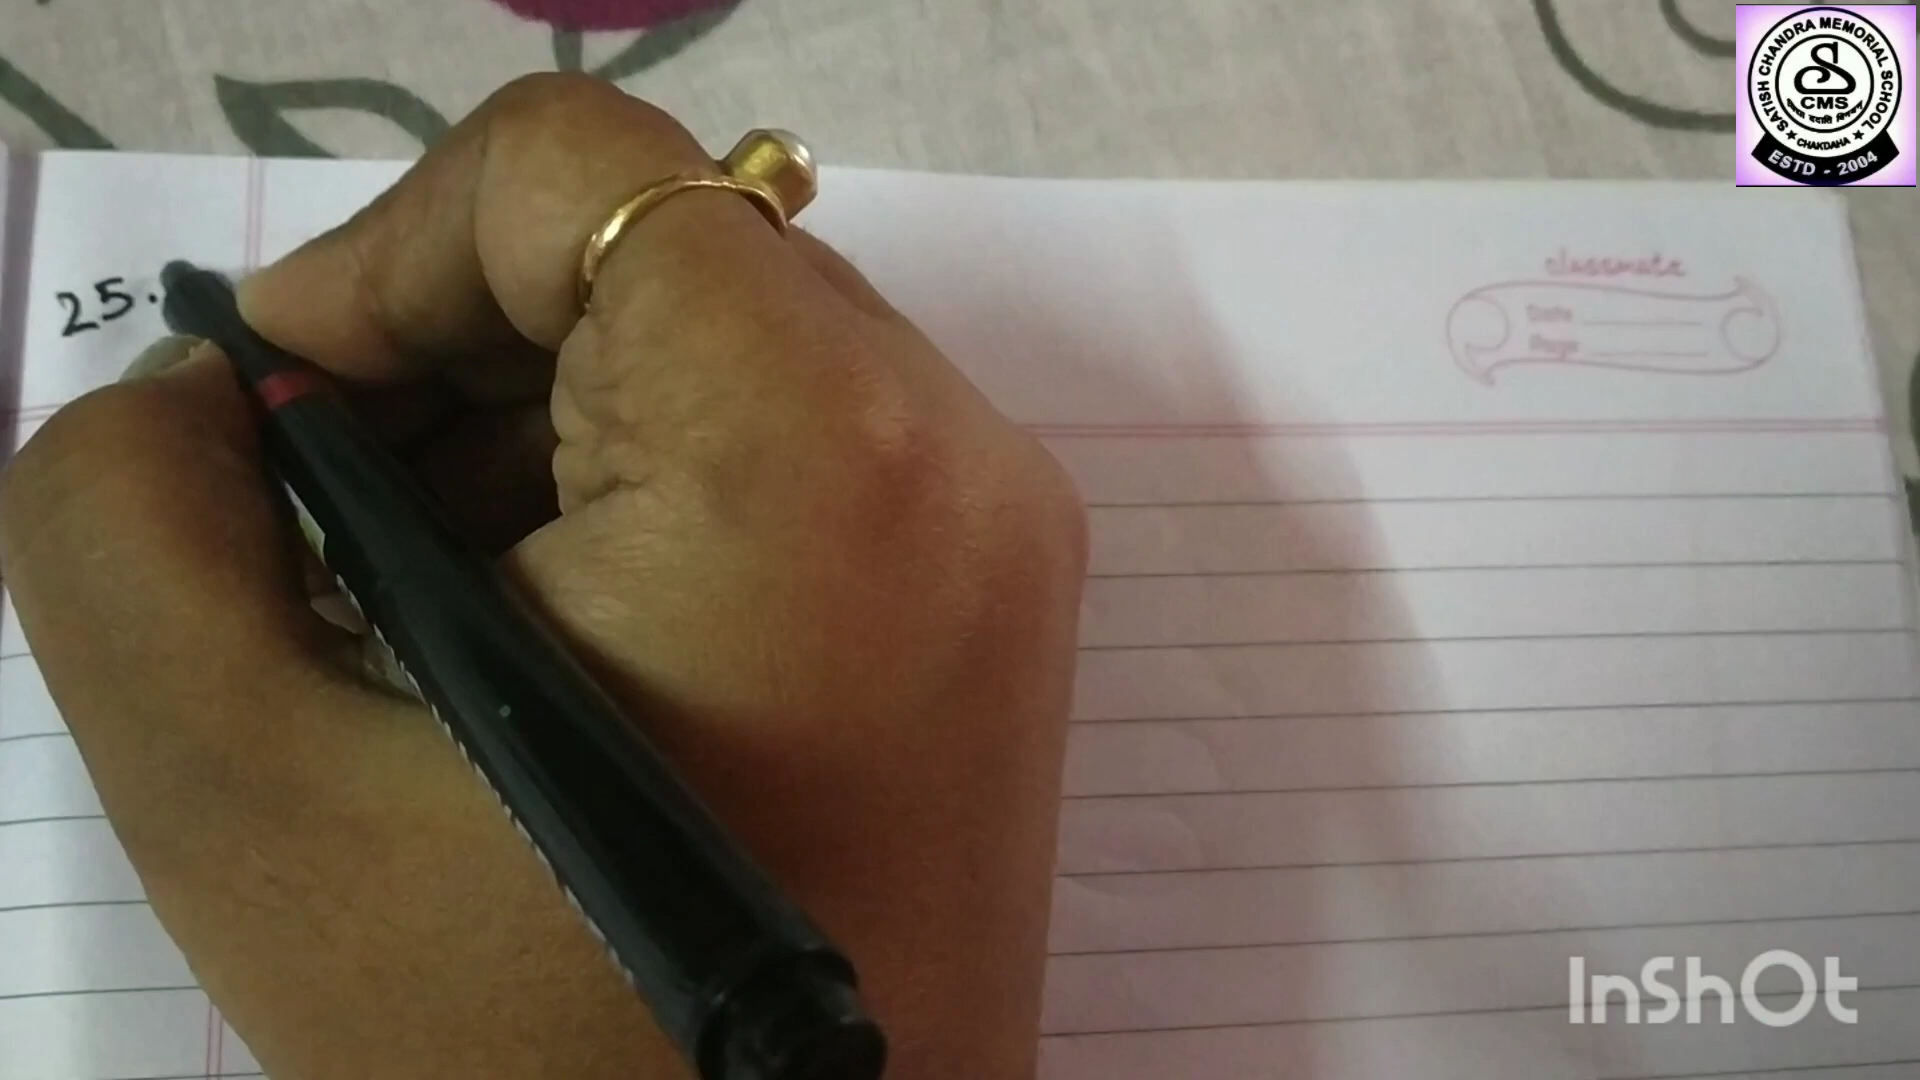 SATISH CHANDRA MEMORIAL SCHOOL
S
CMS
CHAKDAHA
ESTD - 2004
25.
classmate
Date
Page
InShOt